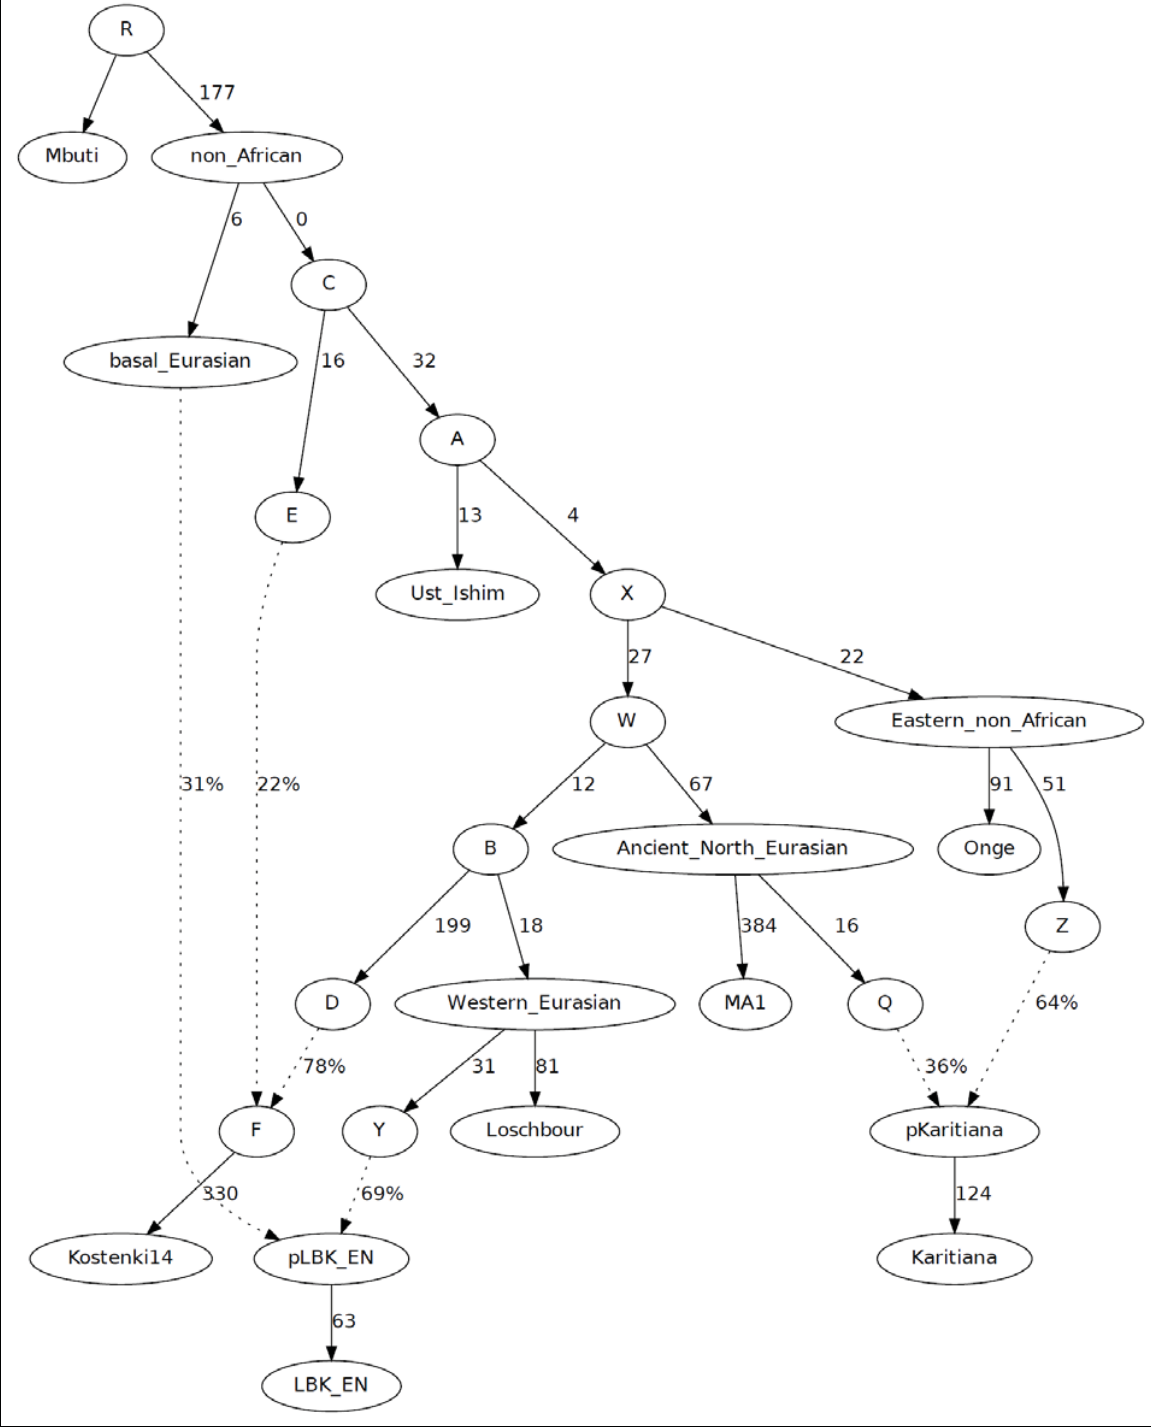 R
177
Mbuti
non_African
6
0
C
basal_Eurasian
16
32
A
E
13
4
Ust_Ishim
X
27
22
W
Eastern_non_African
31%
22%
12
67
91
51
B
Ancient_North_Eurasian
Onge
199
18
384
16
Z
D
Western_Eurasian
MA1
Q
64%
78%
31
81
36%
F
Y
Loschbour
pKaritiana
330
69%
124
Kostenki14
pLBK_EN
Karitiana
63
LBK_EN